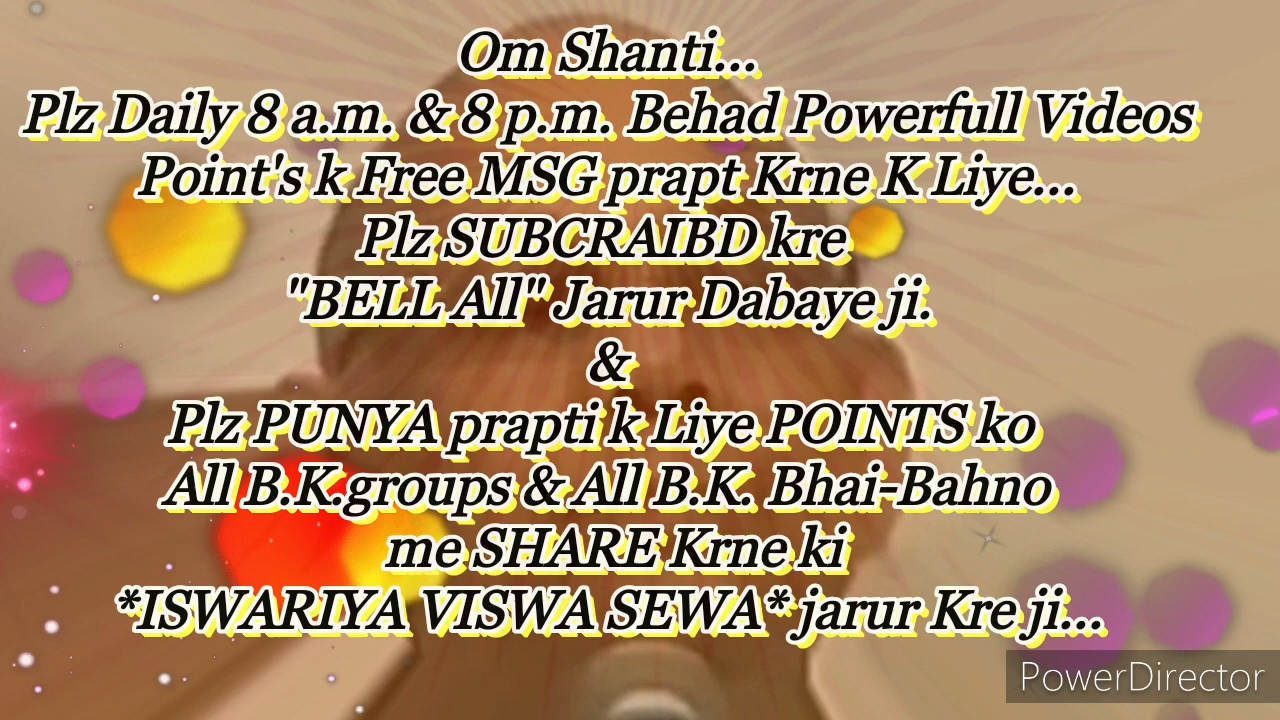 Om Shanti...
Plz Daily 8 a.m. & 8 p.m. Behad Powerfull Videos
Point's k Free MSG prapt Krne K Liye...
Plz SUBCRAIBD kre
"BELL All" Jarur Dabaye ji.
&
Plz PUNYA prapti k Liye POINTS ko
All B.K.groups & All B.K. Bhai-Bahno
me SHARE Krne ki
*ISWARIYA VISWA SEWA* jarur Kre ji...
PowerDirector